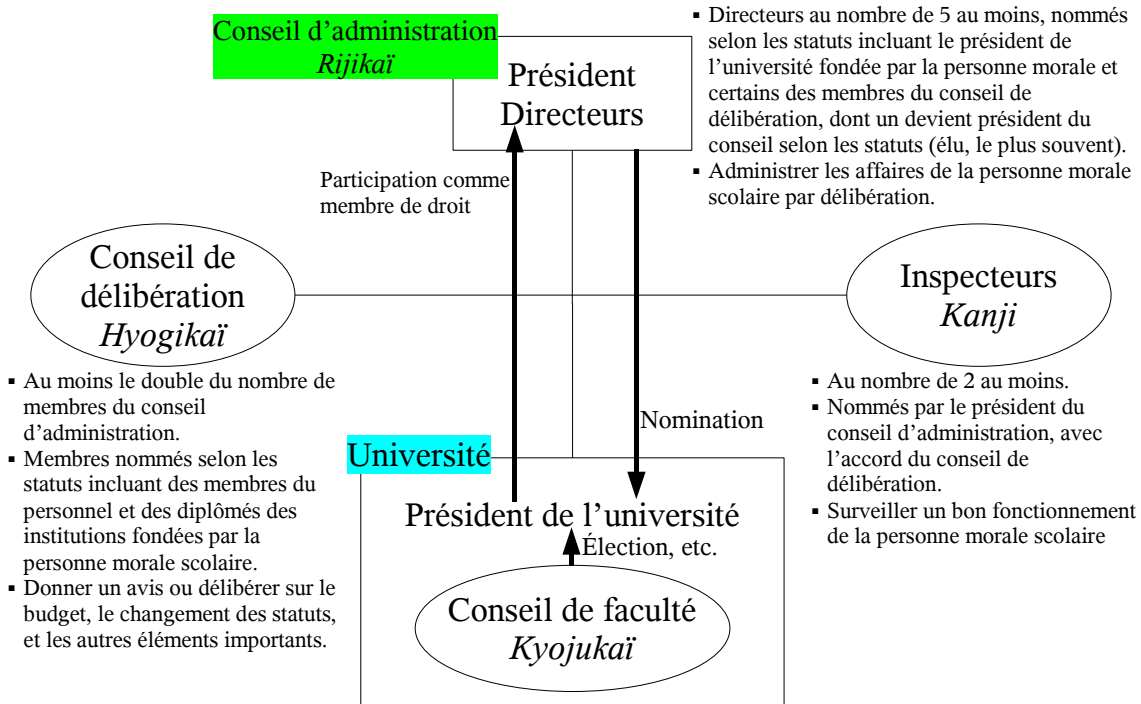 Conseil d’administration
Rijikaï
Président
Directeurs
▪ Directeurs au nombre de 5 au moins, nommés
selon les statuts incluant le président de
l’université fondée par la personne morale et
certains des membres du conseil de
délibération, dont un devient président du
conseil selon les statuts (élu, le plus souvent).
▪ Administrer les affaires de la personne morale
scolaire par délibération.
Participation comme
membre de droit
Conseil de
délibération
Hyogikaï
Inspecteurs
Kanji
▪ Au moins le double du nombre de
membres du conseil
d’administration.
▪ Membres nommés selon les
statuts incluant des membres du
personnel et des diplômés des
institutions fondées par la
personne morale scolaire.
▪ Donner un avis ou délibérer sur le
budget, le changement des statuts,
et les autres éléments importants.
▪ Au nombre de 2 au moins.
▪ Nommés par le président du
conseil d’administration, avec
l’accord du conseil de
délibération.
▪ Surveiller un bon fonctionnement
de la personne morale scolaire
Nomination
Université
Président de l’université
Élection, etc.
Conseil de faculté
Kyojukaï